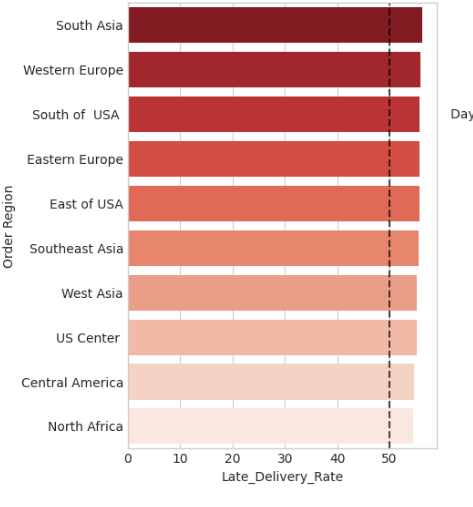 South Asia
Western Europe
South of  USA
Eastern Europe
East of USA
Southeast Asia
West Asia
US Center
Central America
North Africa
Order Region
0 10 20 30 40 50
Late_Delivery_Rate
Day